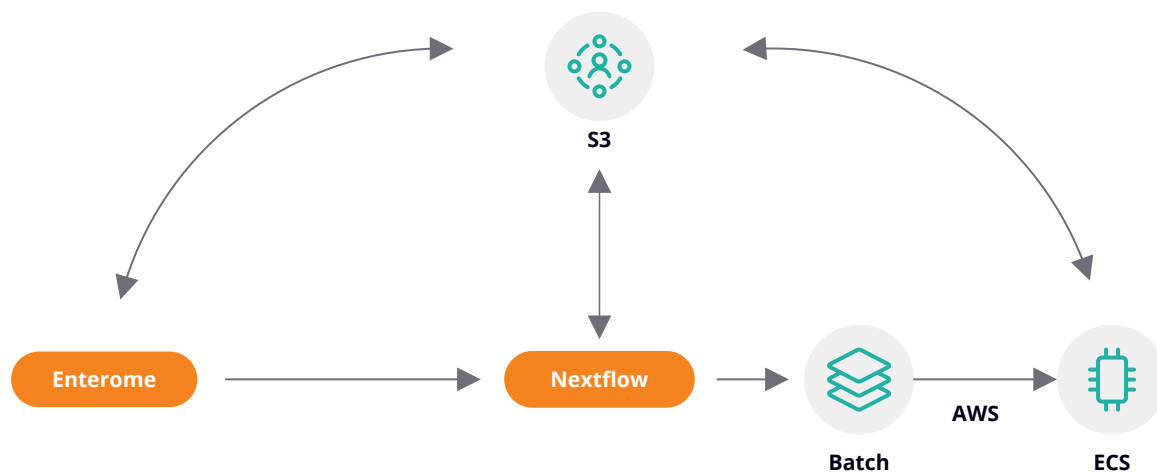 S3
Enterome
Nextflow
AWS
Batch
ECS